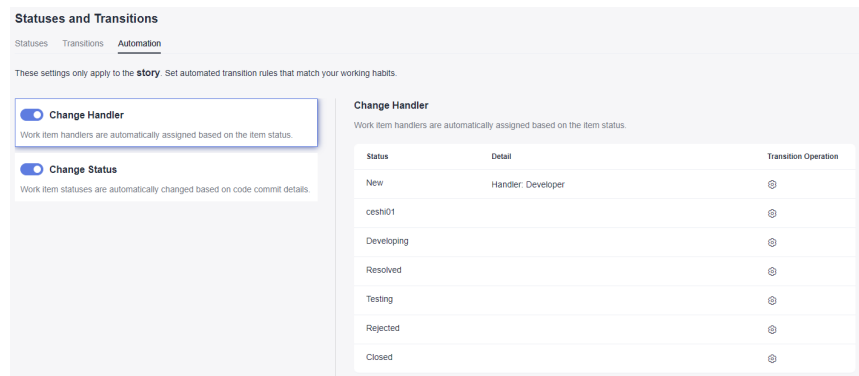 Statuses and Transitions
Statuses Transitions Automation
These settings only apply to the story. Set automated transition rules that match your working habits.
Change Handler
Work item handlers are automatically assigned based on the item status.
Change Status
Work item statuses are automatically changed based on code commit details.
Change Handler
Work item handlers are automatically assigned based on the item status.
Status Detail Transition Operation
New Handler: Developer
ceshi01
Developing
Resolved
Testing
Rejected
Closed